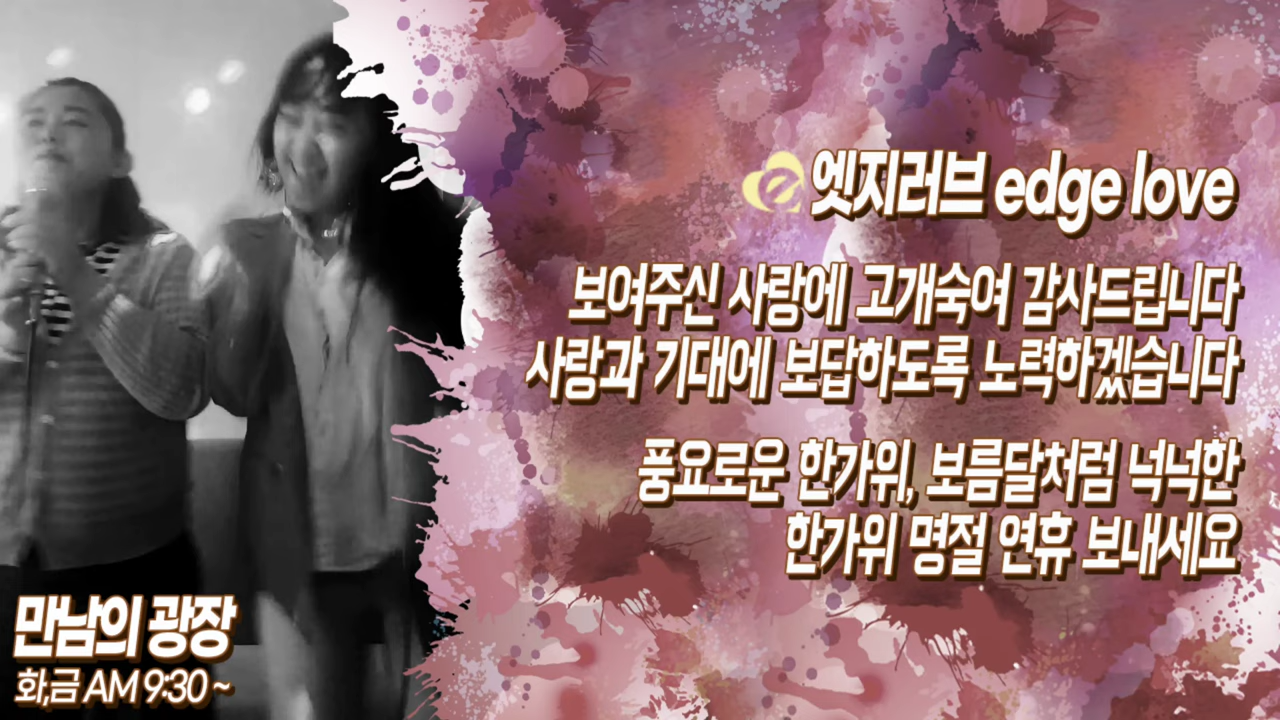 엣지러브 edge love
보여주신 사랑에 고개숙여 감사드립니다
사랑과 기대에 보답하도록 노력하겠습니다
풍요로운 한가위, 보름달처럼 넉넉한
한가위 명절 연휴 보내세요
만남의 광장
화,금 AM 9:30 ~